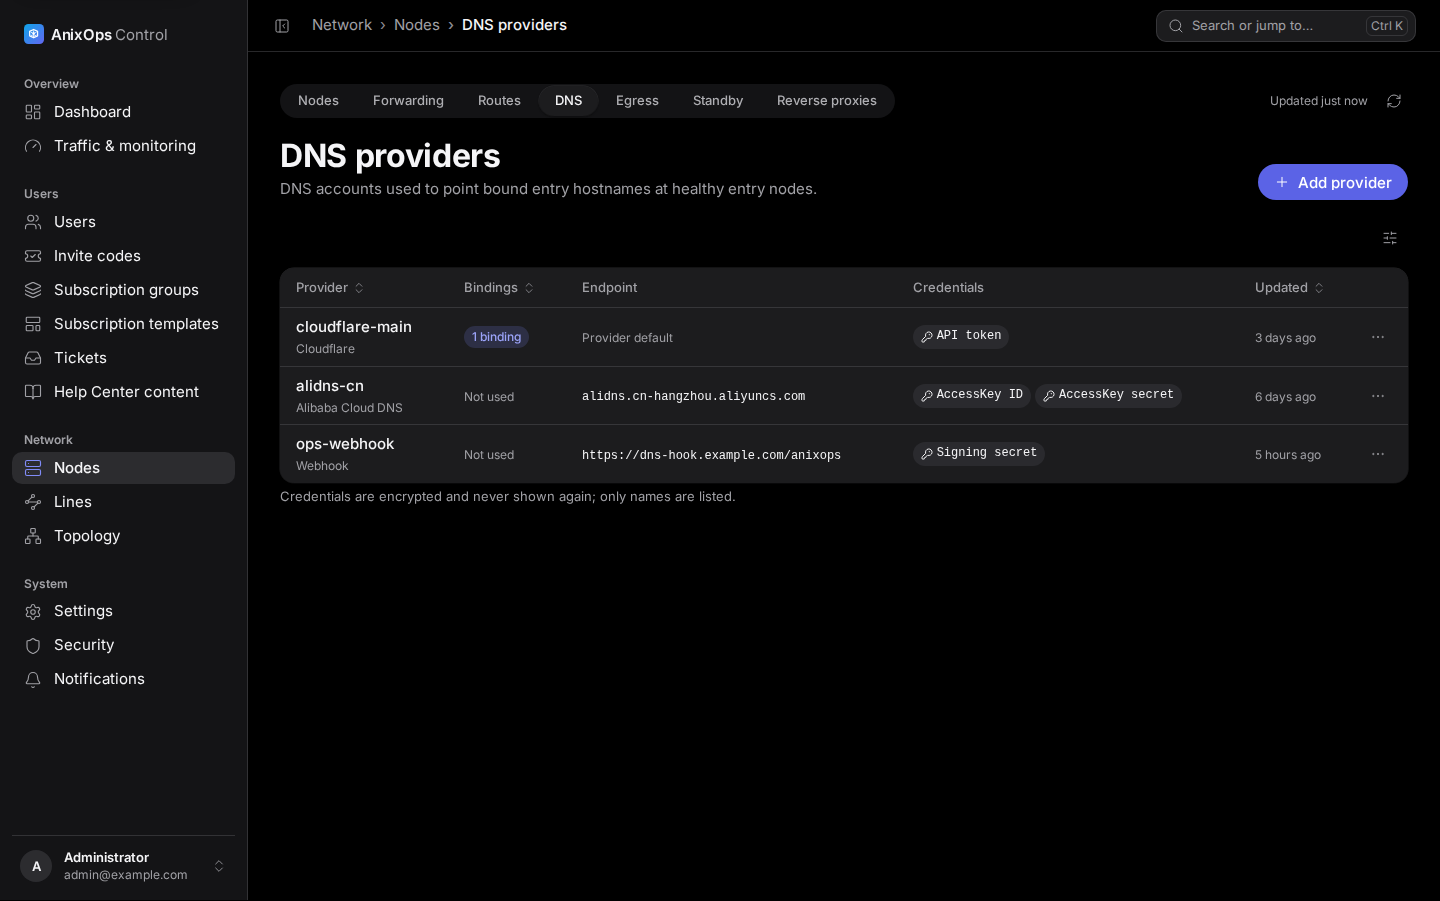 AnixOps Control
Overview
Dashboard
Traffic & monitoring
Users
Users
Invite codes
Subscription groups
Subscription templates
Tickets
Help Center content
Network
Nodes
Lines
Topology
System
Settings
Security
Notifications
A
Administrator
admin@example.com
Network › Nodes › DNS providers
Search or jump to... Ctrl K
Nodes Forwarding Routes DNS Egress Standby Reverse proxies
Updated just now
DNS providers
DNS accounts used to point bound entry hostnames at healthy entry nodes.
Add provider
Provider Bindings Endpoint Credentials Updated
cloudflare-main
Cloudflare
1 binding
Provider default
API token
3 days ago
alidns-cn
Alibaba Cloud DNS
Not used
alidns.cn-hangzhou.aliyuncs.com
AccessKey ID AccessKey secret
6 days ago
ops-webhook
Webhook
Not used
https://dns-hook.example.com/anixops
Signing secret
5 hours ago
Credentials are encrypted and never shown again; only names are listed.